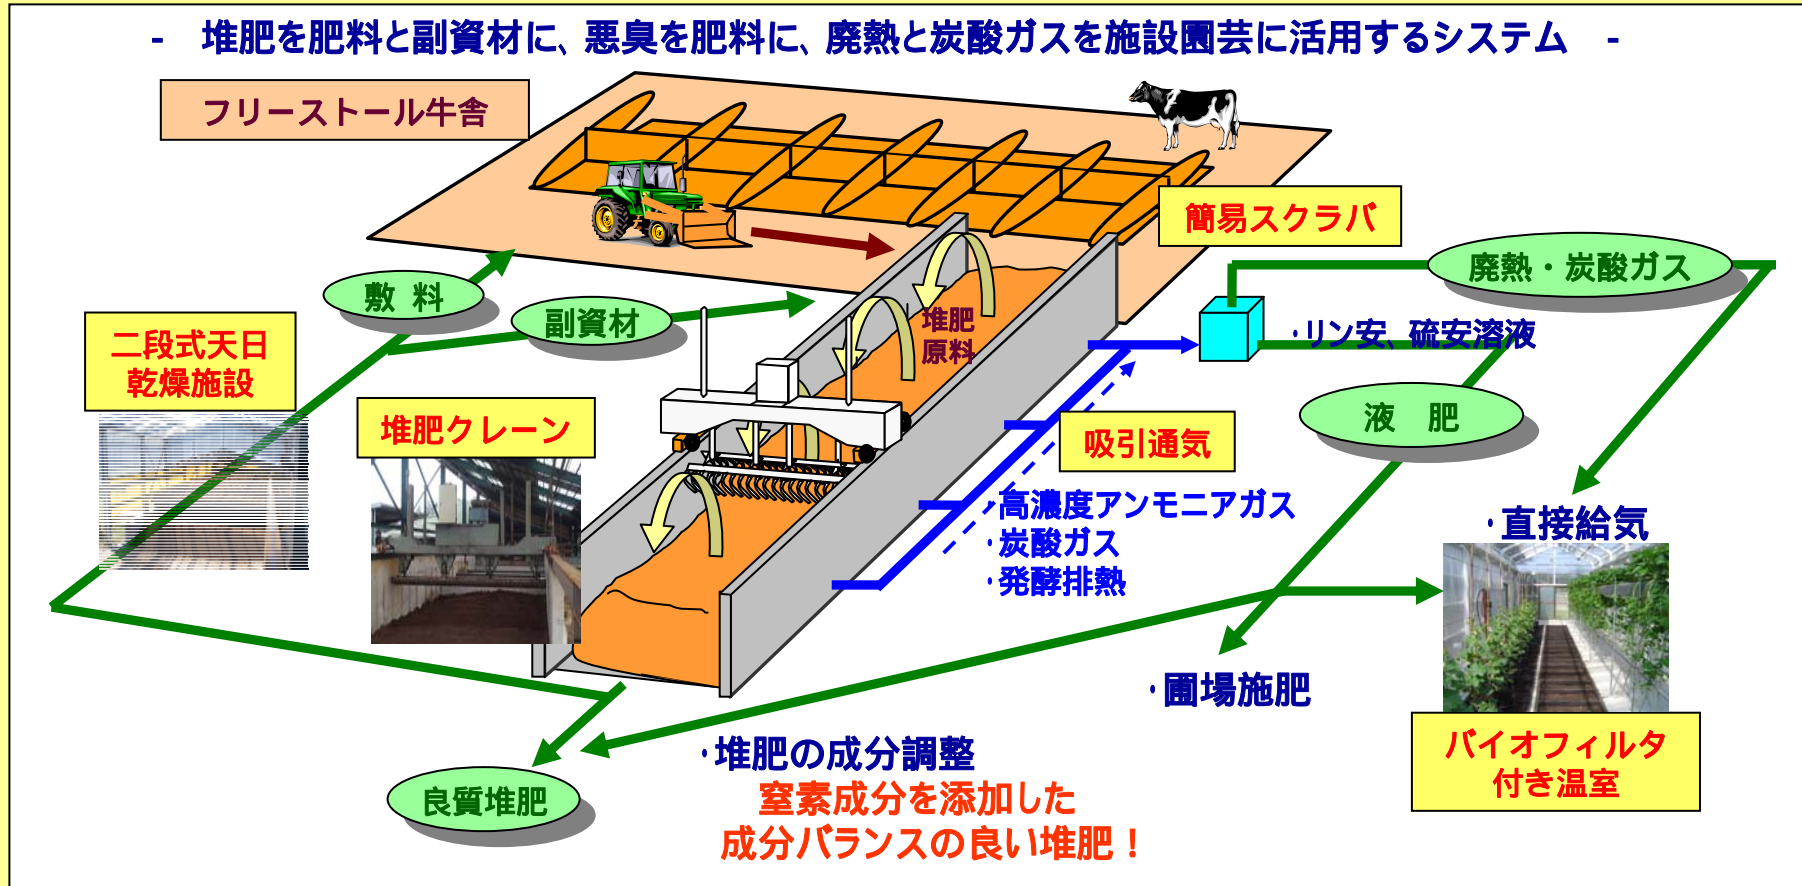 - 堆肥を肥料と副資材に、悪臭を肥料に、廃熱と炭酸ガスを施設園芸に活用するシステム -
フリーストール牛舎
簡易スクラバ
廃熱・炭酸ガス
敷 料
副資材
堆肥
原料
・リン安、硫安溶液
二段式天日
乾燥施設
堆肥クレーン
液 肥
吸引通気
・高濃度アンモニアガス
・炭酸ガス
・発酵排熱
・直接給気
・圃場施肥
バイオフィルタ
付き温室
・堆肥の成分調整
窒素成分を添加した
成分バランスの良い堆肥！
良質堆肥